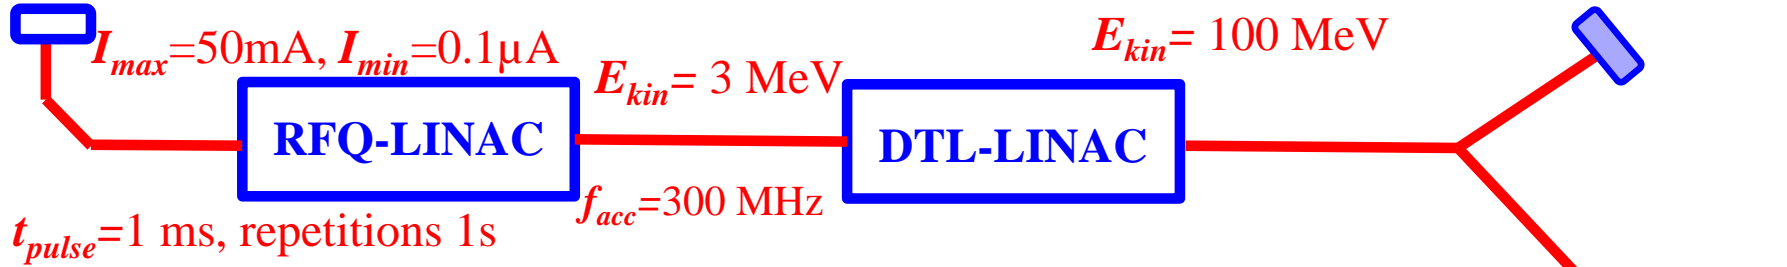 I_max=50mA, I_min=0.1µA
E_kin= 3 MeV
E_kin= 100 MeV
RFQ-LINAC
DTL-LINAC
f_acc=300 MHz
t_pulse=1 ms, repetitions 1s